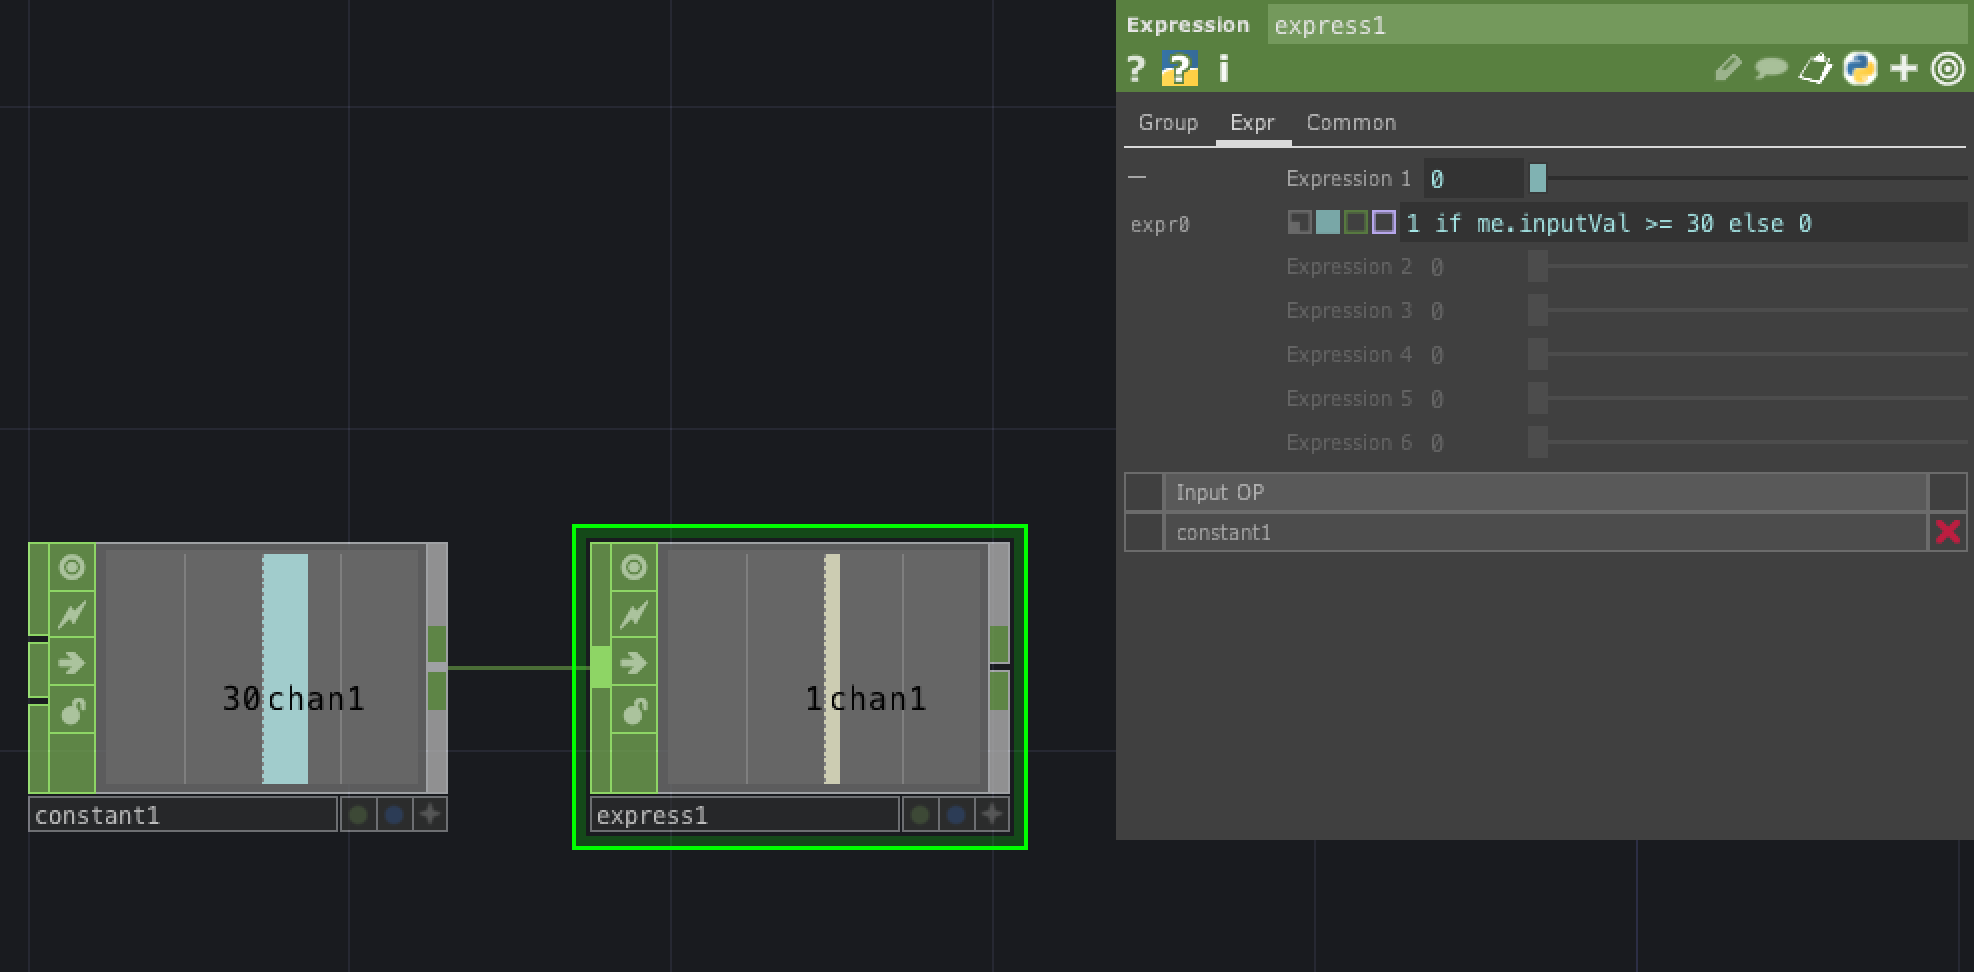 Expression express1
? ? i
Group Expr Common
Expression 1 0
expr0 1 if me.inputVal >= 30 else 0
Expression 2 0
Expression 3 0
Expression 4 0
Expression 5 0
Expression 6 0
Input OP
constant1
30 chan1
constant1
1 chan1
express1